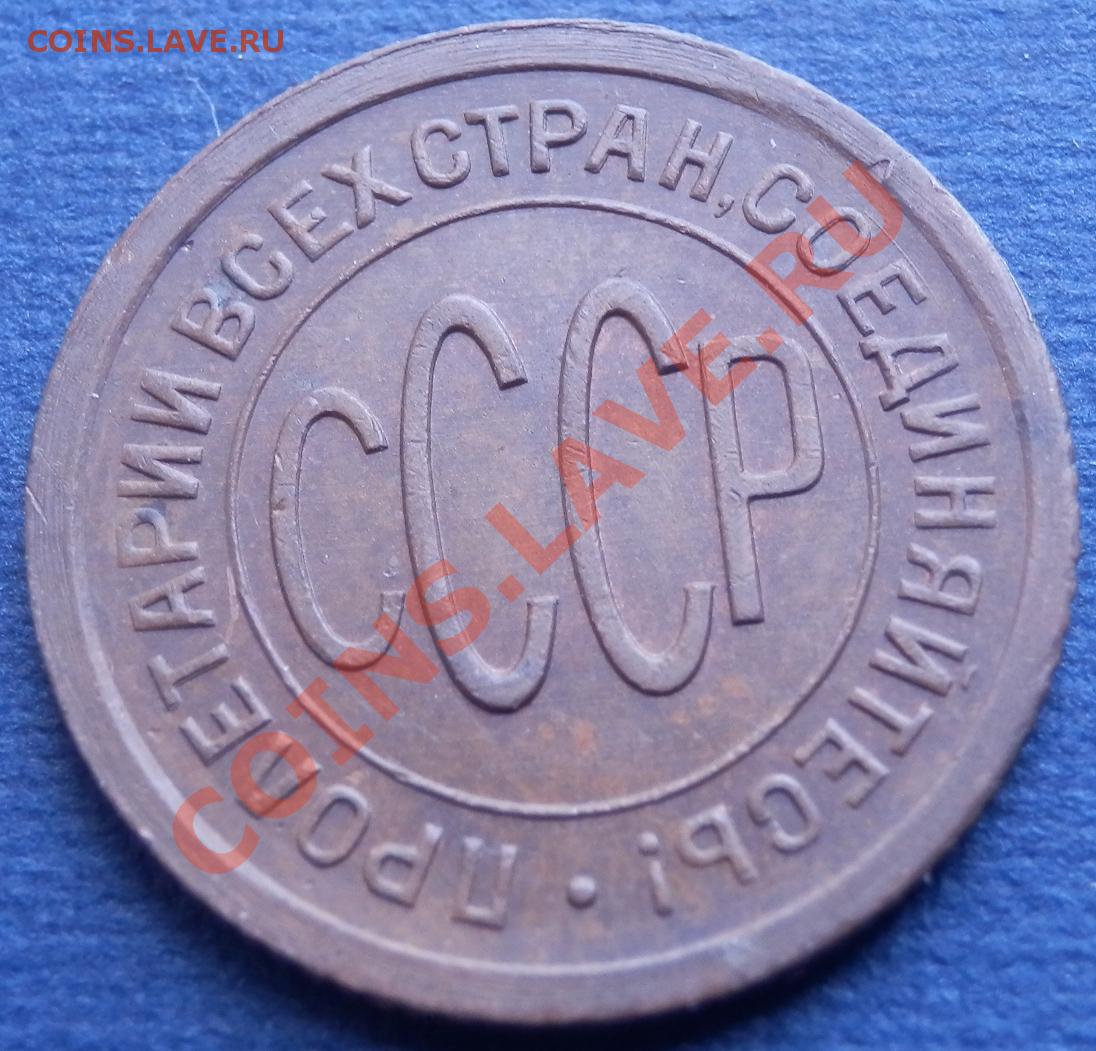 COINS.LAVE.RU
ПРОЛЕТАРИИ ВСЕХ СТРАН, СОЕДИНЯЙТЕСЬ!
СССР
COINS.LAVE.RU